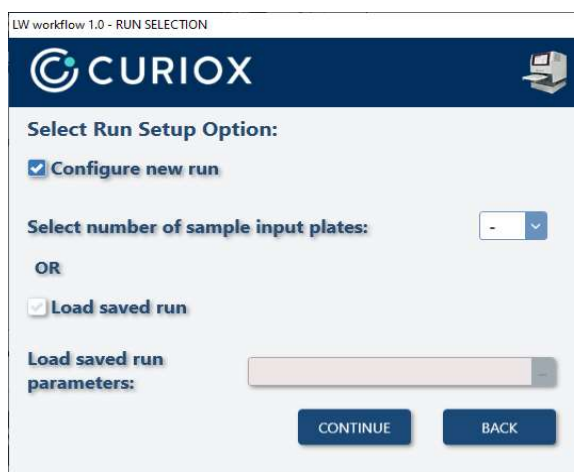 LW workflow 1.0 - RUN SELECTION
CURIOX
Select Run Setup Option:
Configure new run
Select number of sample input plates:
-
OR
Load saved run
Load saved run
parameters:
...
CONTINUE BACK